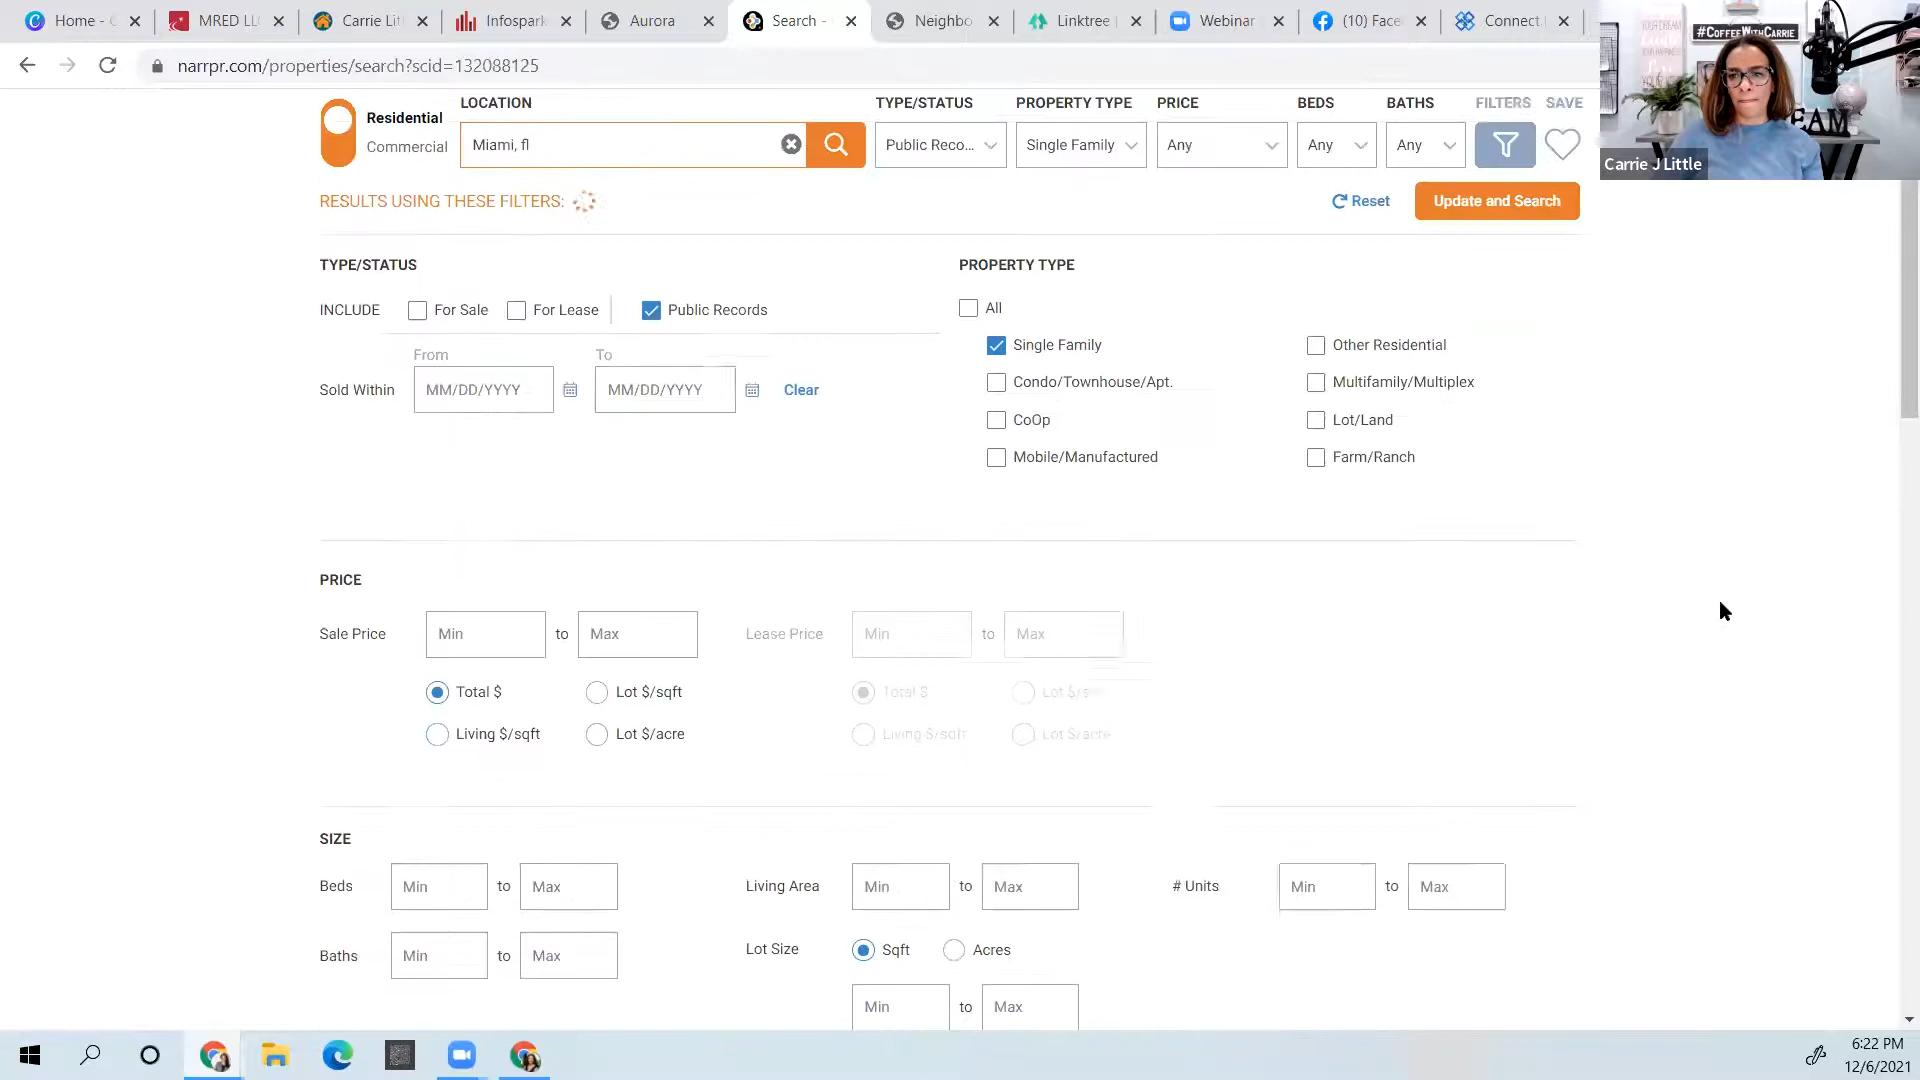 Home - C
MRED LL
Carrie Lit
Infospark
Aurora
Search -
Neighbo
Linktree
Webinar
(10) Face
Connect.
narrpr.com/properties/search?scid=132088125
#COFFEEWITHCARRIE
Carrie J Little
Residential
Commercial
LOCATION
Miami, fl
TYPE/STATUS
Public Reco...
PROPERTY TYPE
Single Family
PRICE
Any
BEDS
Any
BATHS
Any
FILTERS
SAVE
RESULTS USING THESE FILTERS:
Reset
Update and Search
TYPE/STATUS
INCLUDE
For Sale
For Lease
Public Records
From
To
Sold Within
MM/DD/YYYY
MM/DD/YYYY
Clear
PROPERTY TYPE
All
Single Family
Other Residential
Condo/Townhouse/Apt.
Multifamily/Multiplex
CoOp
Lot/Land
Mobile/Manufactured
Farm/Ranch
PRICE
Sale Price
Min
to
Max
Lease Price
Min
to
Max
Total $
Lot $/sqft
Total $
Living $/sqft
Lot $/acre
Living $/sqft
Lot $/acre
SIZE
Beds
Min
to
Max
Living Area
Min
to
Max
# Units
Min
to
Max
Baths
Min
to
Max
Lot Size
Sqft
Acres
Min
to
Max
6:22 PM
12/6/2021